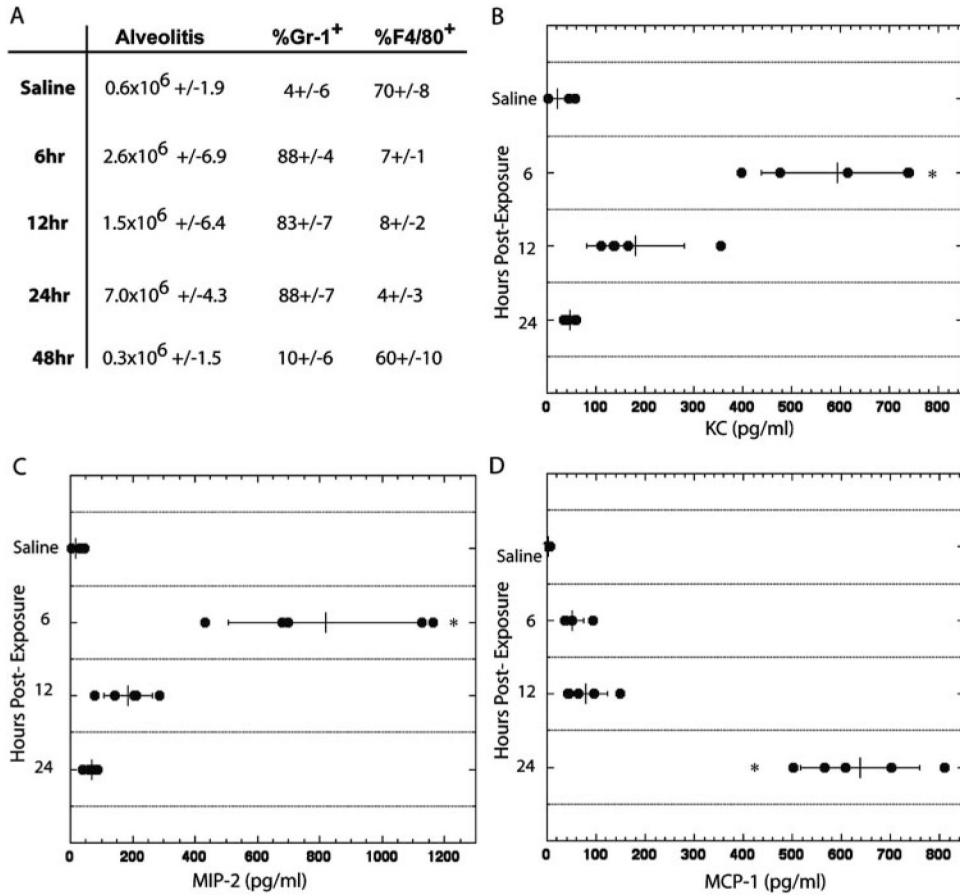 A
Alveolitis %Gr-1+ %F4/80+
Saline 0.6x10^6 +/-1.9 4+/-6 70+/-8
6hr 2.6x10^6 +/-6.9 88+/-4 7+/-1
12hr 1.5x10^6 +/-6.4 83+/-7 8+/-2
24hr 7.0x10^6 +/-4.3 88+/-7 4+/-3
48hr 0.3x10^6 +/-1.5 10+/-6 60+/-10
B
Hours Post-Exposure
Saline
6
*
12
24
0 100 200 300 400 500 600 700 800
KC (pg/ml)
C
Hours Post- Exposure
Saline
6
*
12
24
0 200 400 600 800 1000 1200
MIP-2 (pg/ml)
D
Hours Post- Exposure
Saline
6
12
24
*
0 100 200 300 400 500 600 700 800
MCP-1 (pg/ml)